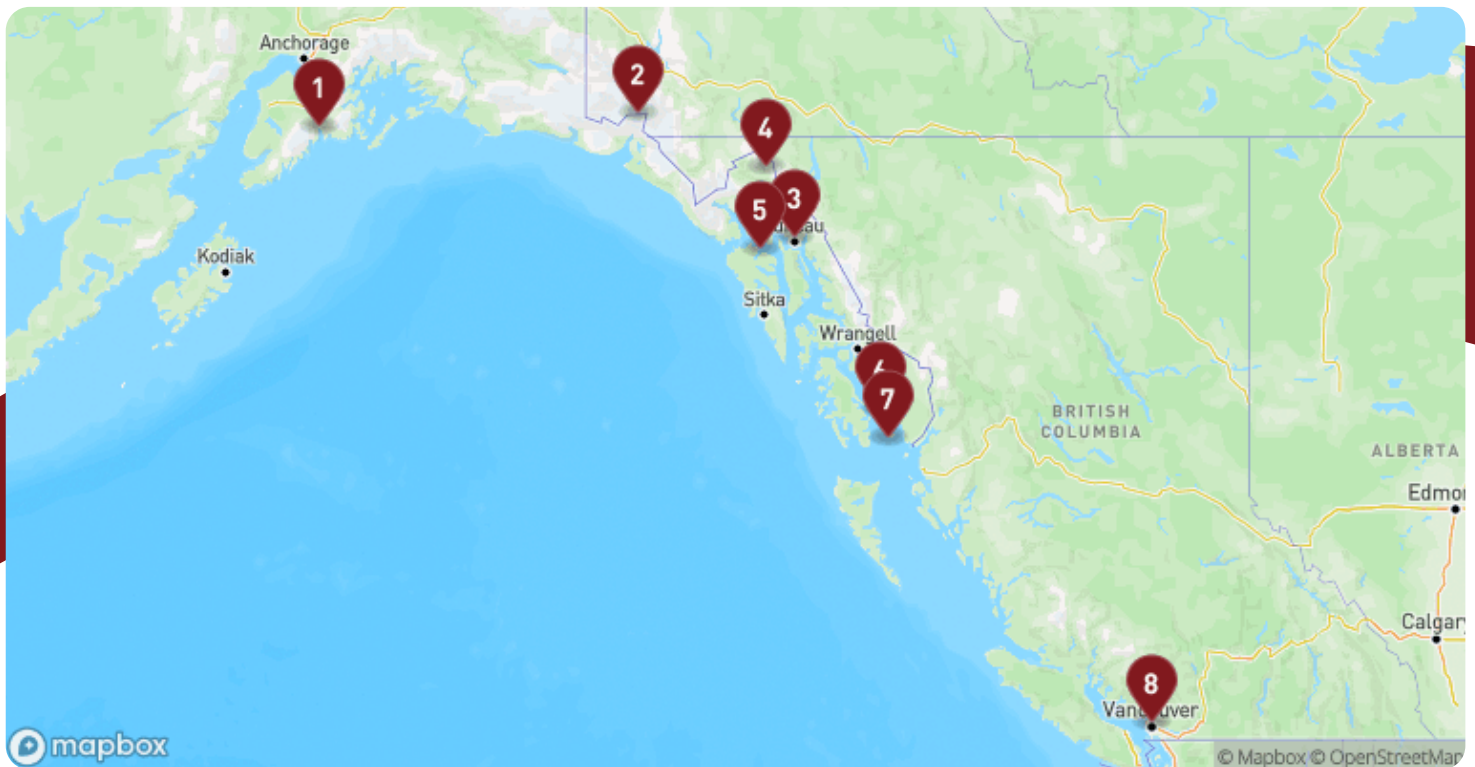 Anchorage
1
2
4
3
5
Kodiak
Sitka
Wrangell
6
7
BRITISH
COLUMBIA
ALBERTA
Edmo
Calgar
8
mapbox
© Mapbox © OpenStreetMap